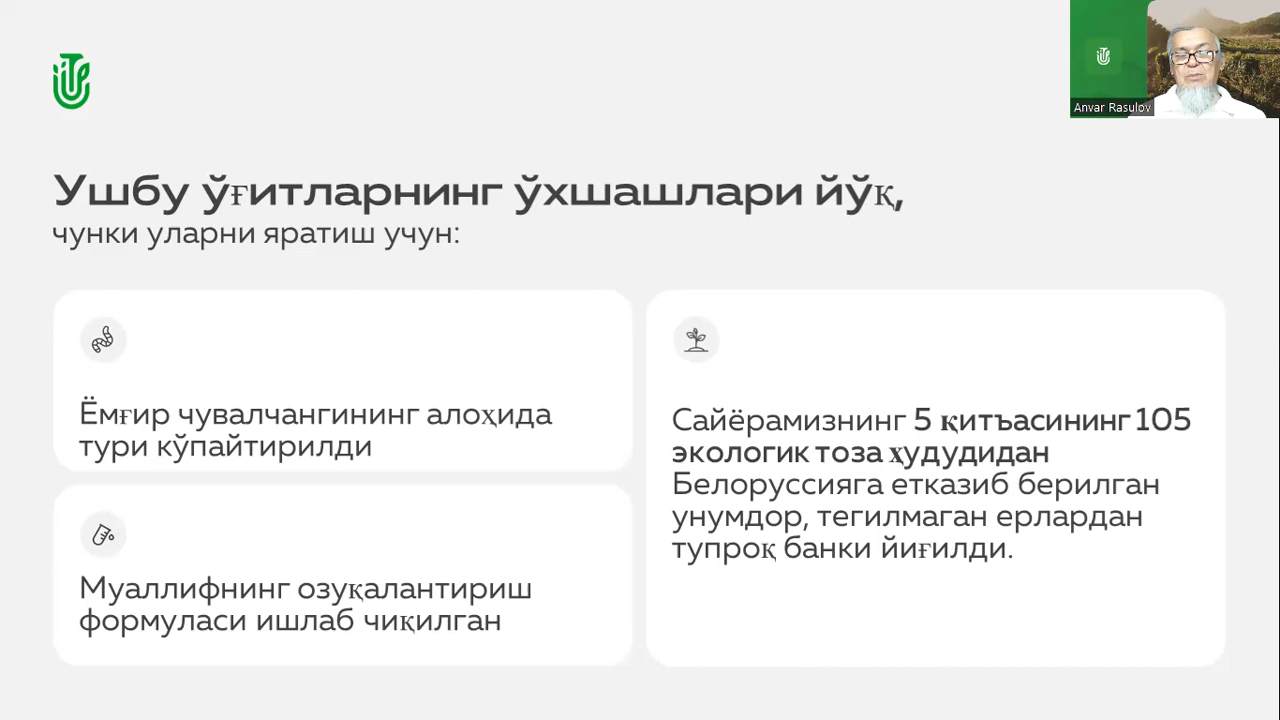 Anvar Rasulov
Ушбу ўғитларнинг ўхшашлари йўқ,
чунки уларни яратиш учун:
Ёмғир чувалчангининг алоҳида
тури кўпайтирилди
Муаллифнинг озуқалантириш
формуласи ишлаб чиқилган
Сайёрамизнинг 5 қитъасининг 105
экологик тоза ҳудудидан
Белоруссияга етказиб берилган
унумдор, тегилмаган ерлардан
тупроқ банки йиғилди.